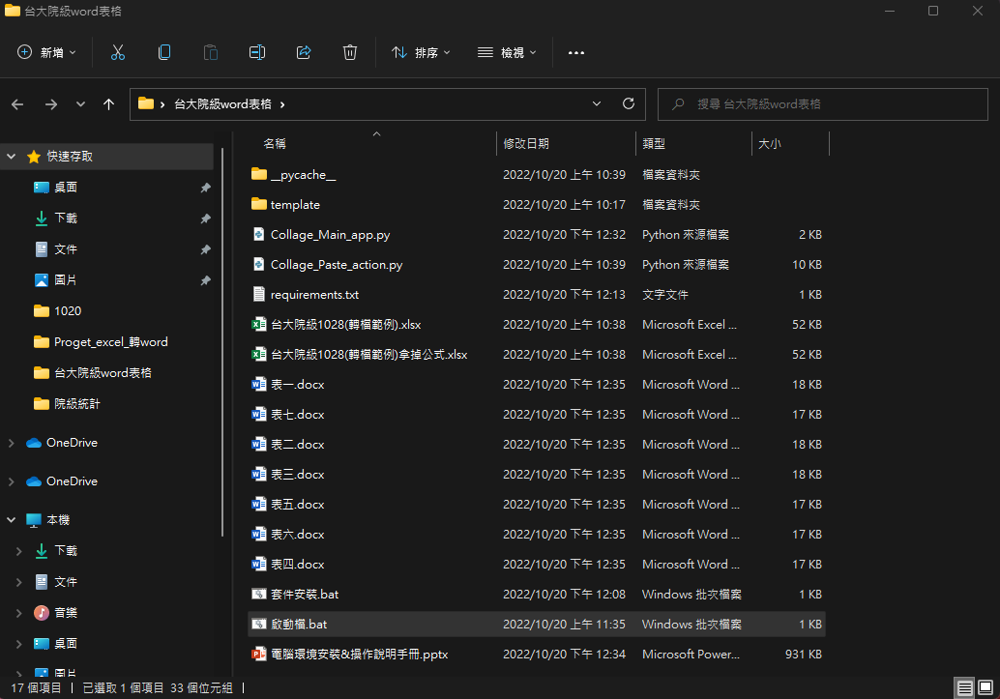 台大院級word表格
新增
排序
檢視
台大院級word表格
搜尋 台大院級word表格
快速存取
桌面
下載
文件
圖片
1020
Proget_excel_轉word
台大院級word表格
院級統計
OneDrive
OneDrive
本機
下載
文件
音樂
桌面
圖片
名稱 修改日期 類型 大小
__pycache__ 2022/10/20 上午 10:39 檔案資料夾
template 2022/10/20 上午 10:17 檔案資料夾
Collage_Main_app.py 2022/10/20 下午 12:32 Python 來源檔案 2 KB
Collage_Paste_action.py 2022/10/20 上午 10:39 Python 來源檔案 10 KB
requirements.txt 2022/10/20 下午 12:13 文字文件 1 KB
台大院級1028(轉檔範例).xlsx 2022/10/20 上午 10:38 Microsoft Excel ... 52 KB
台大院級1028(轉檔範例)拿掉公式.xlsx 2022/10/20 上午 10:38 Microsoft Excel ... 52 KB
表一.docx 2022/10/20 下午 12:35 Microsoft Word ... 18 KB
表七.docx 2022/10/20 下午 12:35 Microsoft Word ... 17 KB
表二.docx 2022/10/20 下午 12:35 Microsoft Word ... 18 KB
表三.docx 2022/10/20 下午 12:35 Microsoft Word ... 18 KB
表五.docx 2022/10/20 下午 12:35 Microsoft Word ... 17 KB
表六.docx 2022/10/20 下午 12:35 Microsoft Word ... 17 KB
表四.docx 2022/10/20 下午 12:35 Microsoft Word ... 17 KB
套件安裝.bat 2022/10/20 下午 12:08 Windows 批次檔案 1 KB
啟動檔.bat 2022/10/20 上午 11:35 Windows 批次檔案 1 KB
電腦環境安裝&操作說明手冊.pptx 2022/10/20 下午 12:34 Microsoft Power... 931 KB
17 個項目 已選取 1 個項目 33 個位元組